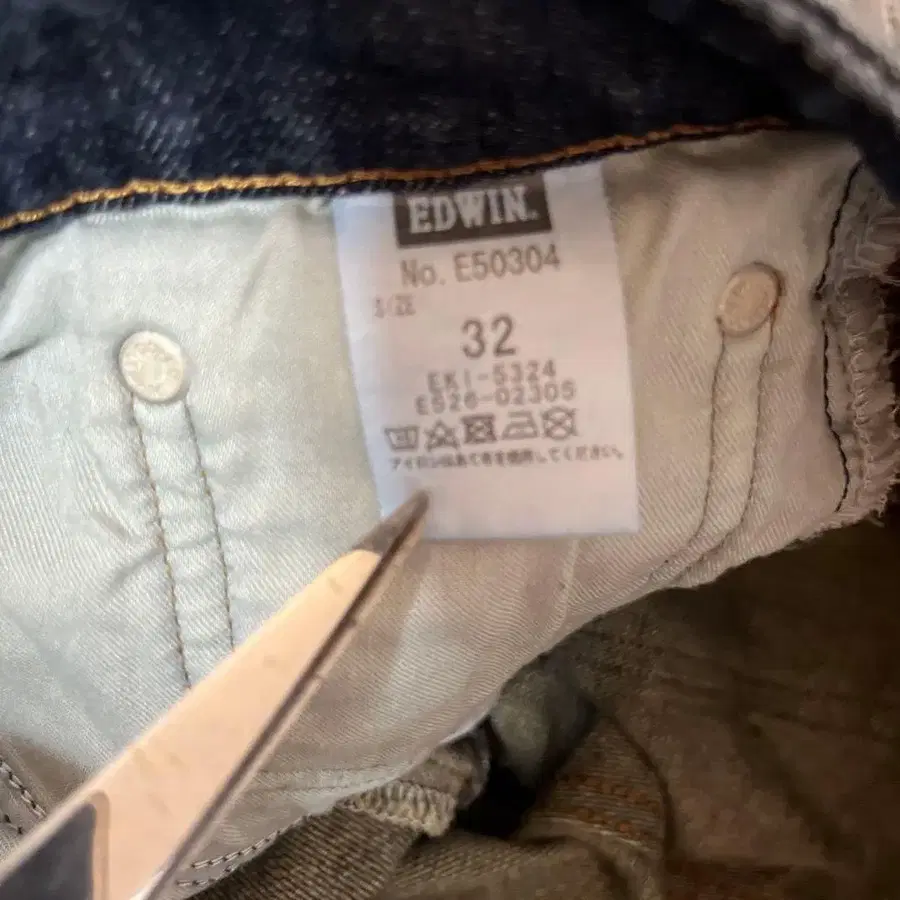 EDWIN.
No. E50304
SIZE
32
EKI-5324
E526-02305
アイロンはあて布を使用してください。